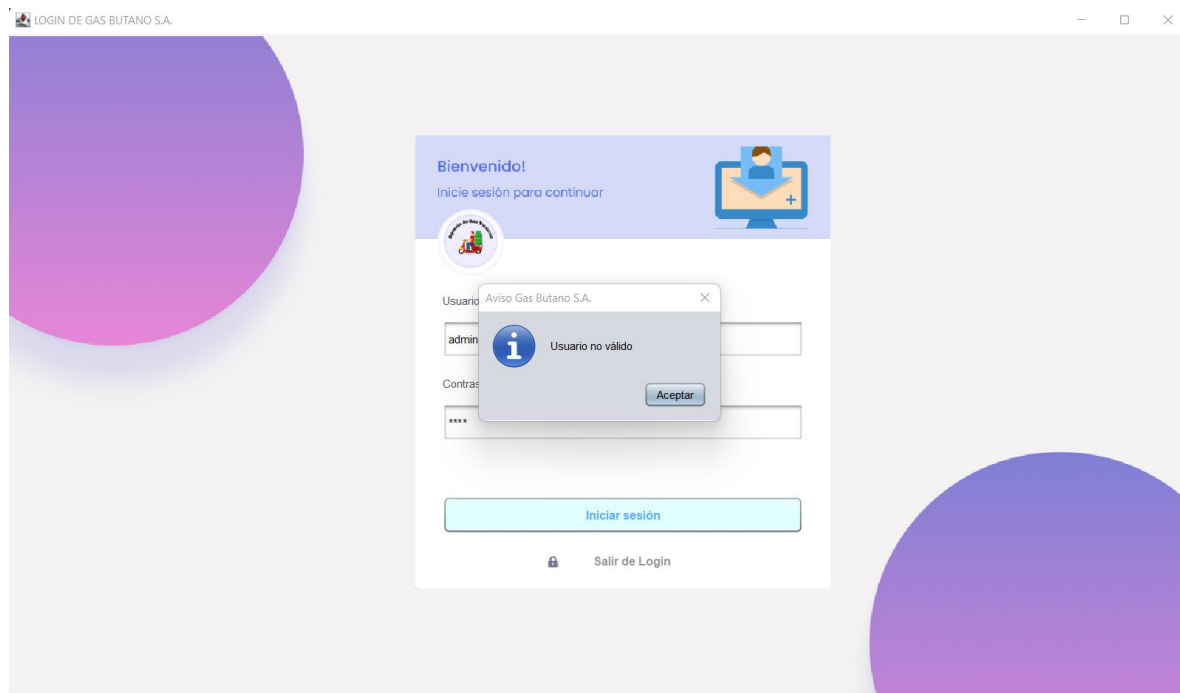 LOGIN DE GAS BUTANO S.A.
Bienvenido!
Inicie sesión para continuar
Usuario
Aviso Gas Butano S.A.
admin
Usuario no válido
Contras
Aceptar
****
Iniciar sesión
Salir de Login